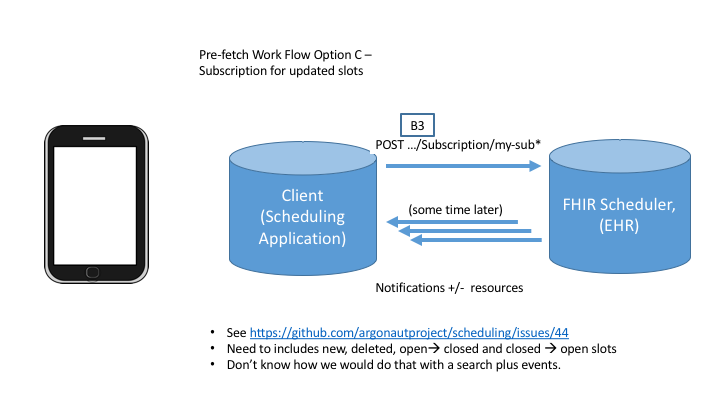 Pre-fetch Work Flow Option C –
Subscription for updated slots
B3
POST …/Subscription/my-sub*
Client
(Scheduling
Application)
FHIR Scheduler,
(EHR)
(some time later)
Notifications +/-  resources
• See https://github.com/argonautproject/scheduling/issues/44
• Need to includes new, deleted, open→ closed and closed → open slots
• Don’t know how we would do that with a search plus events.